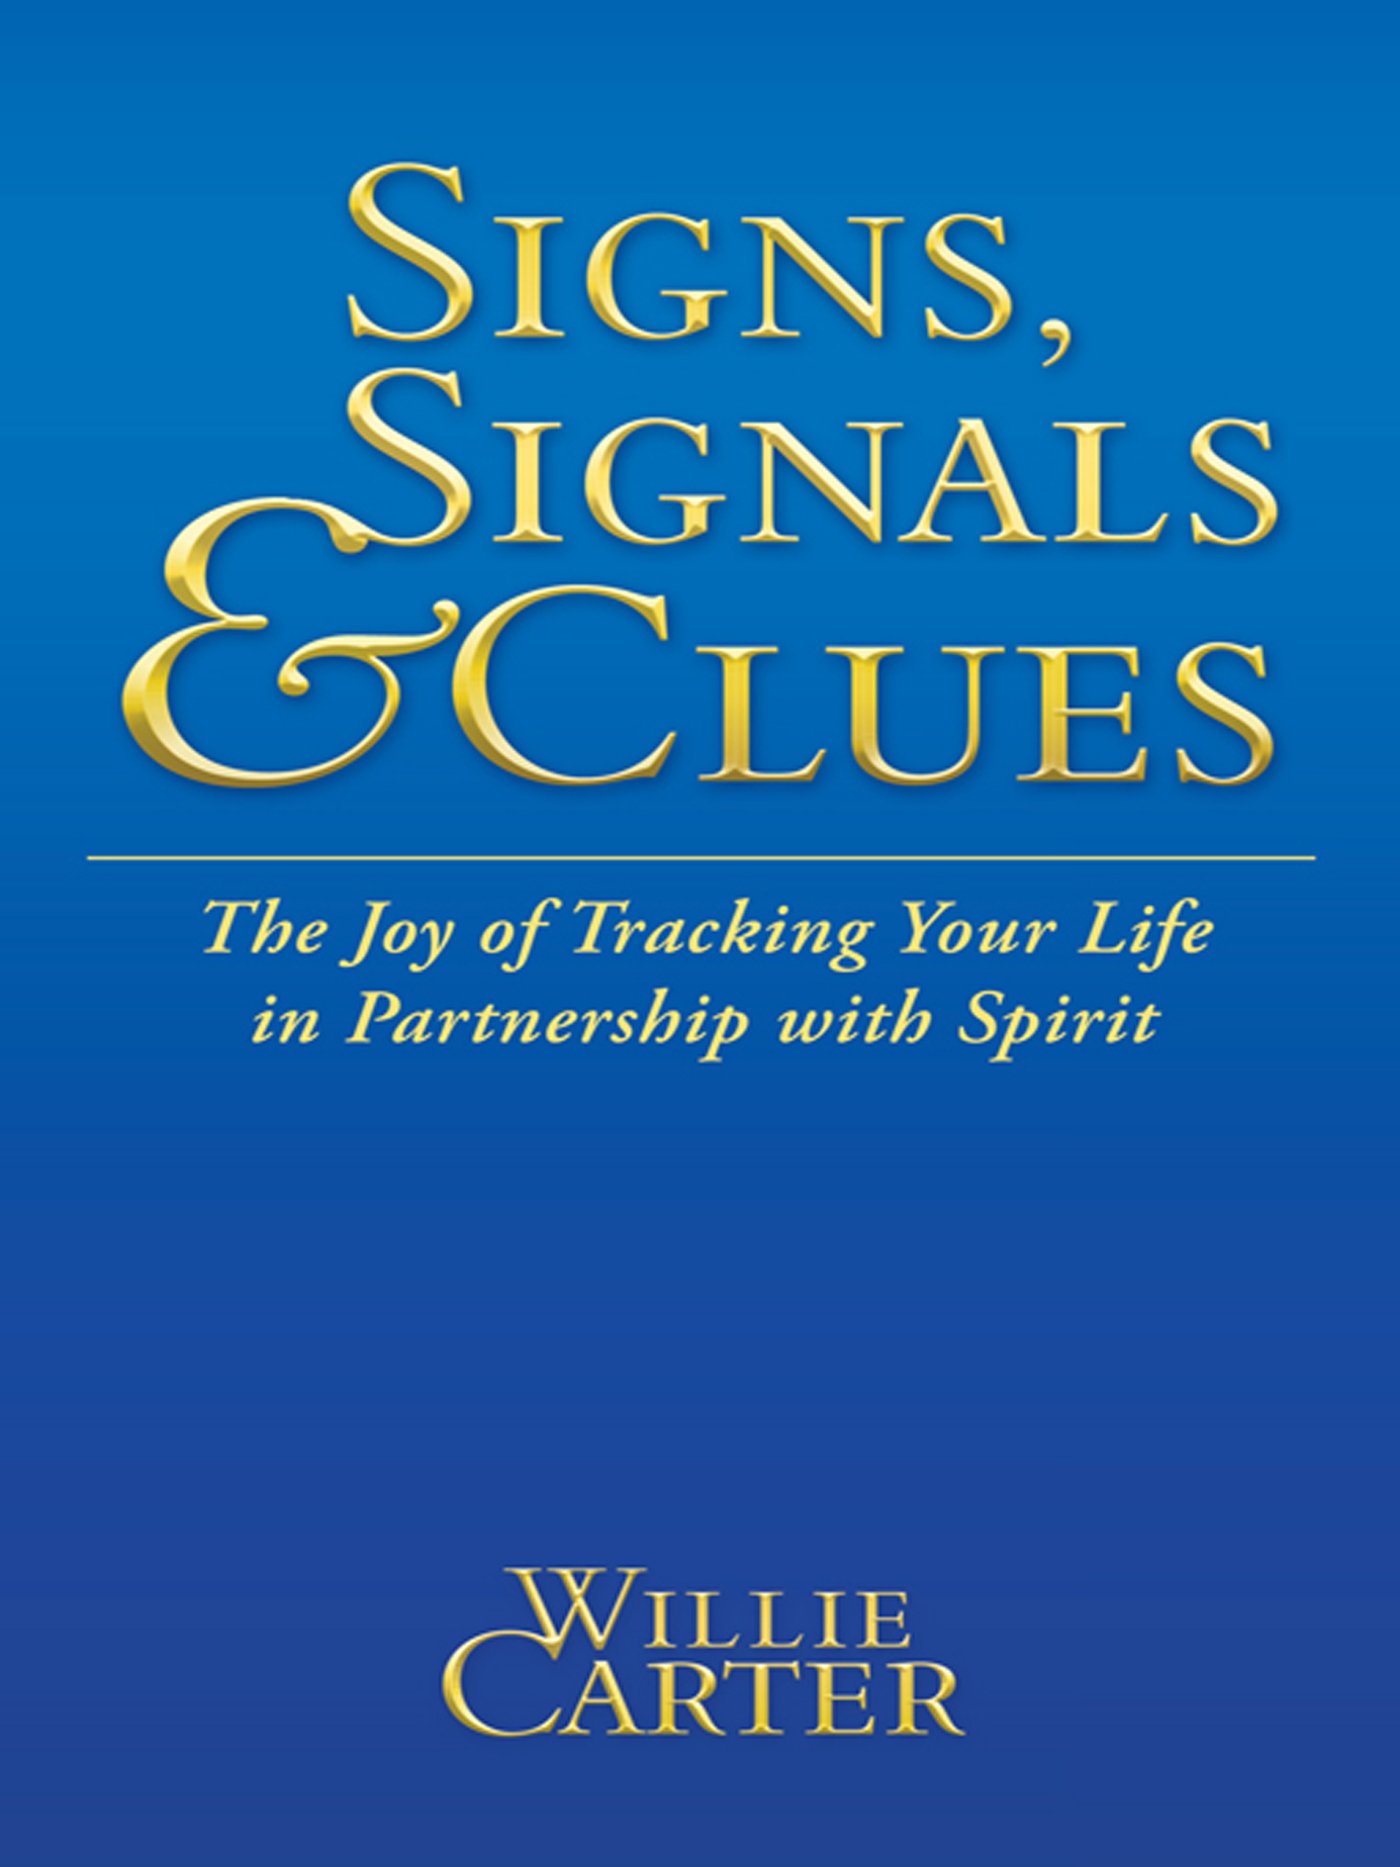 SIGNS,
SIGNALS
& CLUES
The Joy of Tracking Your Life
in Partnership with Spirit
WILLIE
CARTER